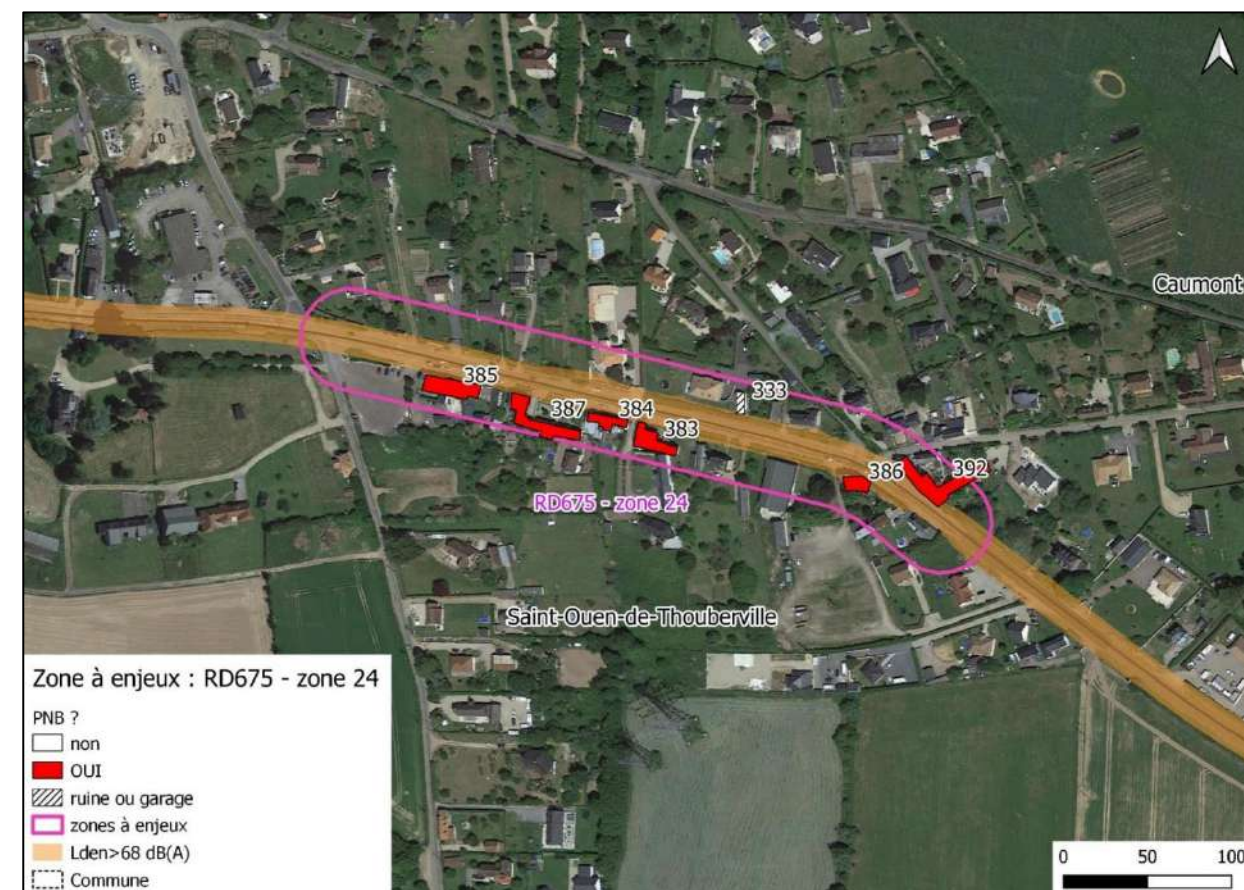 Caumont
333
385
387
384
383
386
392
RD675 - zone 24
Saint-Ouen-de-Thouberville
Zone à enjeux : RD675 - zone 24
PNB ?
non
OUI
ruine ou garage
zones à enjeux
Lden>68 dB(A)
Commune
0 50 100